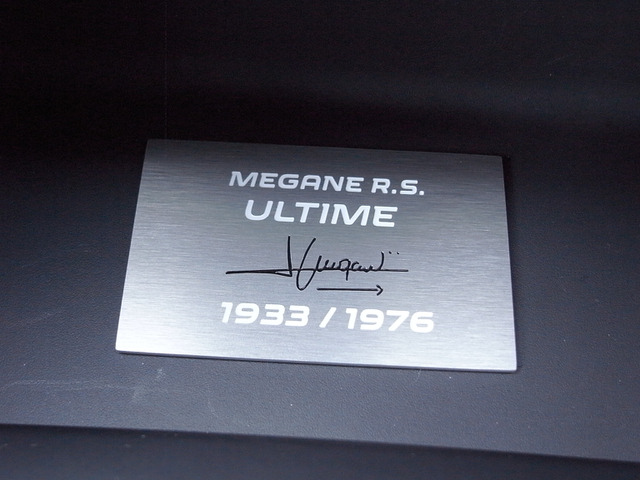 MEGANE R.S.
ULTIME
1933 / 1976